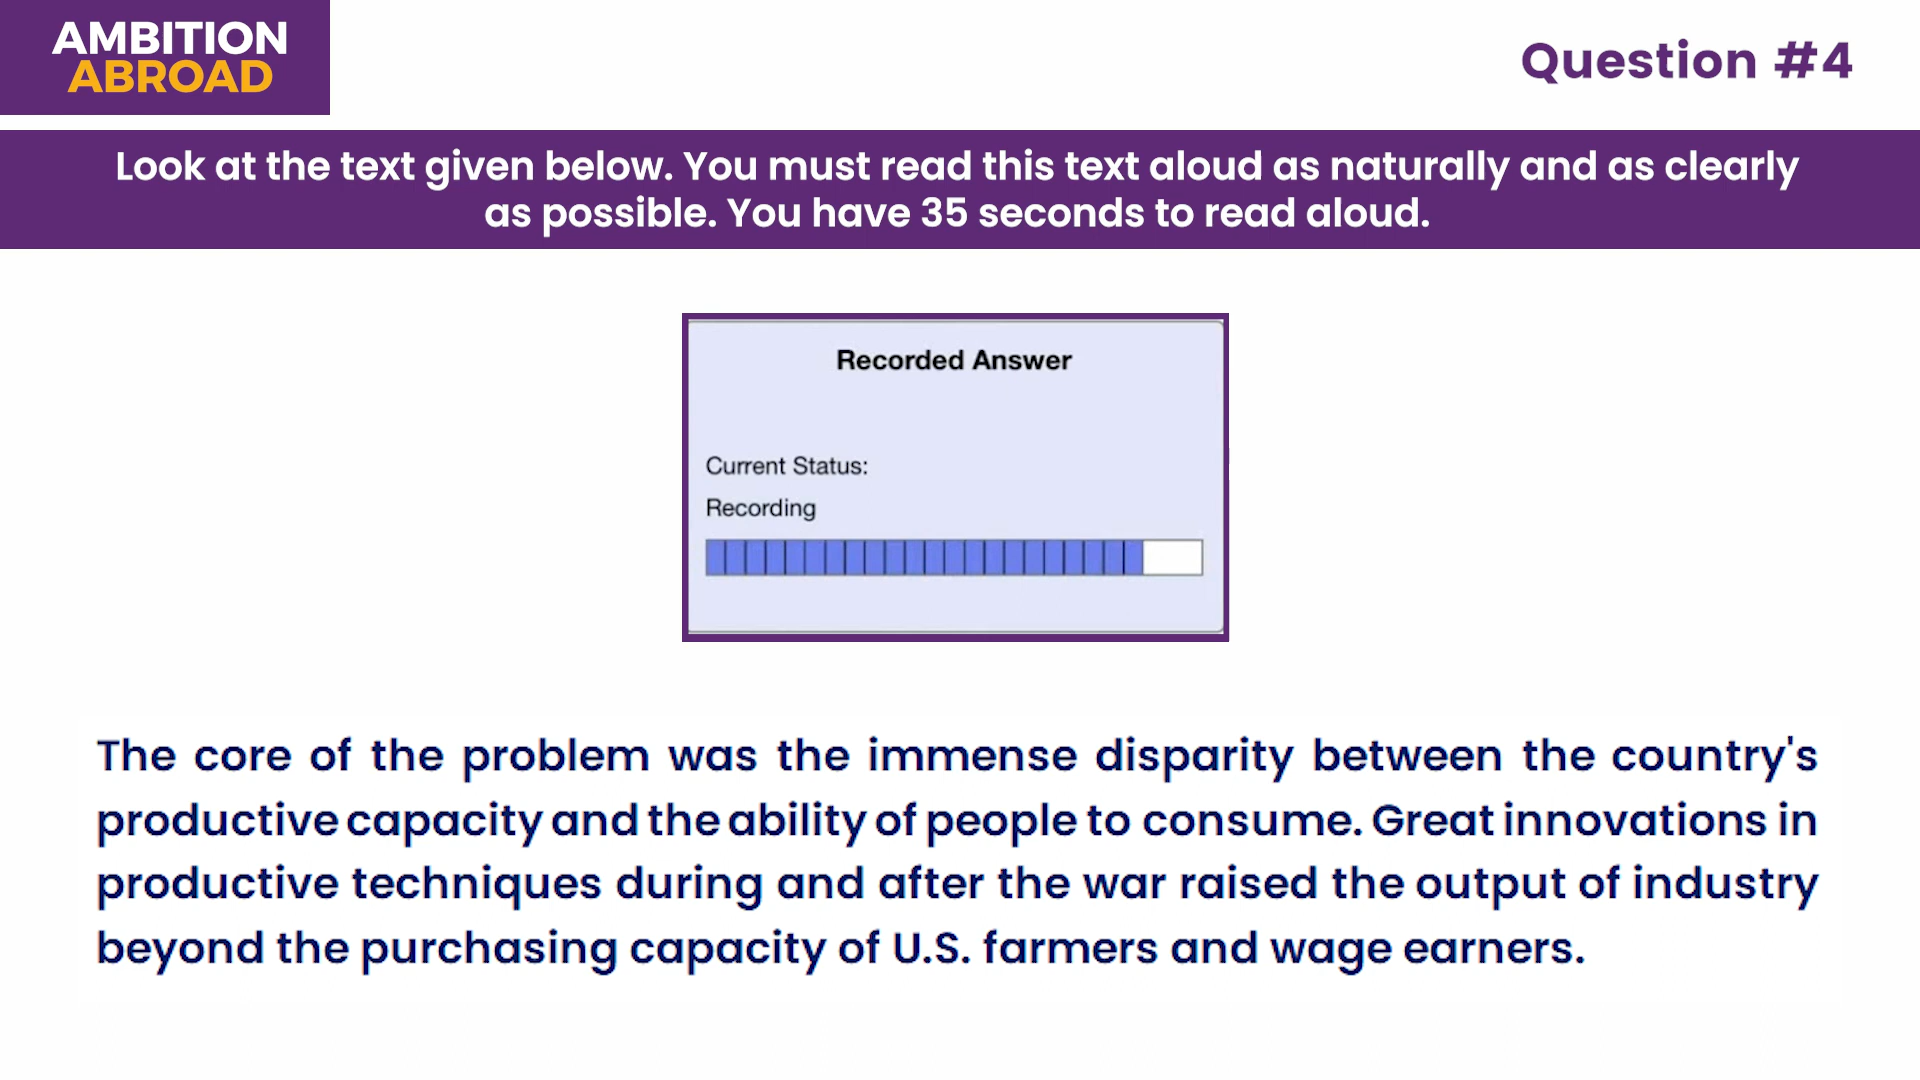 AMBITION
ABROAD
Question #4
Look at the text given below. You must read this text aloud as naturally and as clearly
as possible. You have 35 seconds to read aloud.
Recorded Answer
Current Status:
Recording
The core of the problem was the immense disparity between the country's
productive capacity and the ability of people to consume. Great innovations in
productive techniques during and after the war raised the output of industry
beyond the purchasing capacity of U.S. farmers and wage earners.